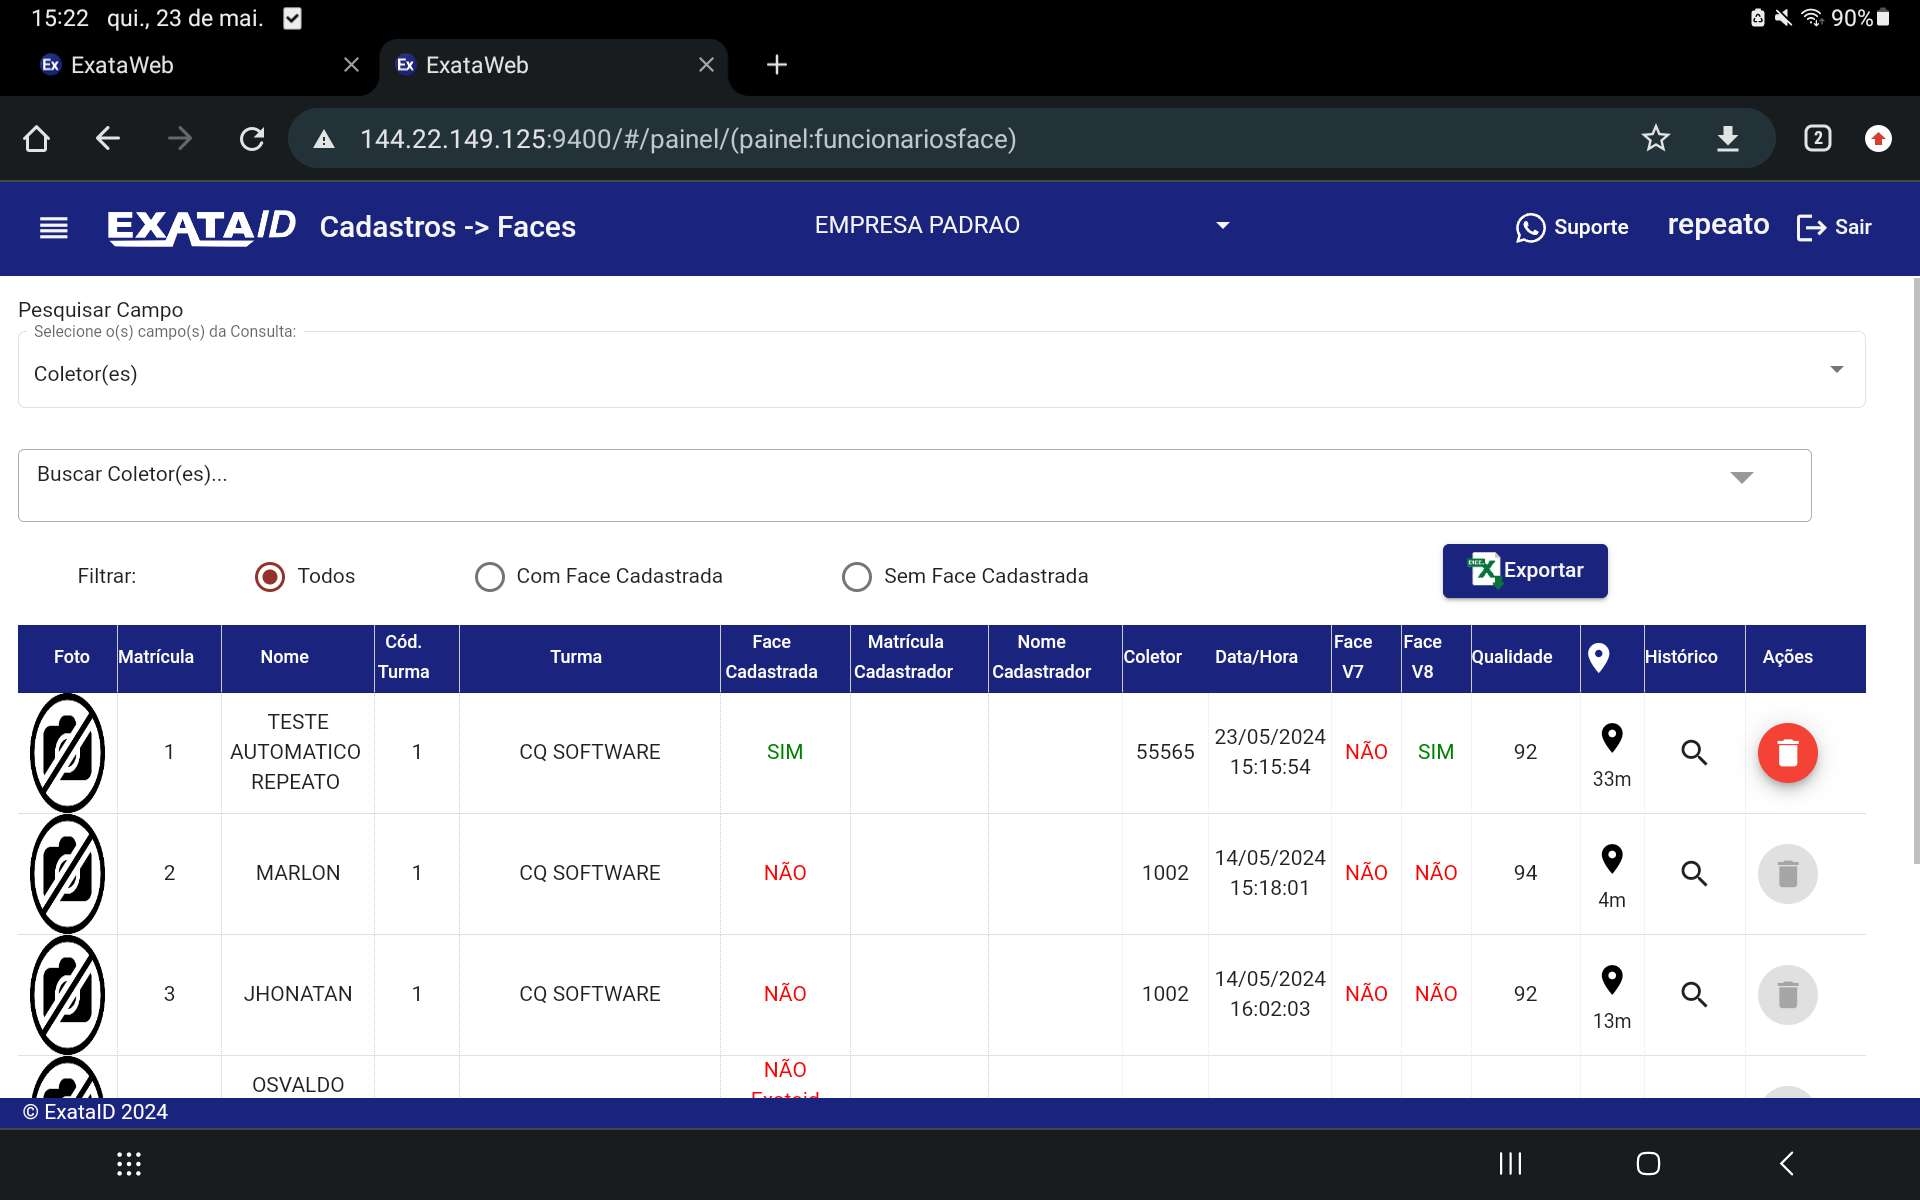 15:22 qui., 23 de mai. 90%
Ex ExataWeb Ex ExataWeb
144.22.149.125:9400/#/painel/(painel:funcionariosface) 2
EXATAID Cadastros -> Faces EMPRESA PADRAO Suporte repeato Sair
Pesquisar Campo
Selecione o(s) campo(s) da Consulta:
Coletor(es)
Buscar Coletor(es)...
Filtrar: Todos Com Face Cadastrada Sem Face Cadastrada Exportar
Foto Matrícula Nome Cód. Turma Turma Face Cadastrada Matrícula Cadastrador Nome Cadastrador Coletor Data/Hora Face V7 Face V8 Qualidade Histórico Ações
1 TESTE AUTOMATICO REPEATO 1 CQ SOFTWARE SIM 55565 23/05/2024 15:15:54 NÃO SIM 92 33m
2 MARLON 1 CQ SOFTWARE NÃO 1002 14/05/2024 15:18:01 NÃO NÃO 94 4m
3 JHONATAN 1 CQ SOFTWARE NÃO 1002 14/05/2024 16:02:03 NÃO NÃO 92 13m
OSVALDO NÃO
© ExataID 2024